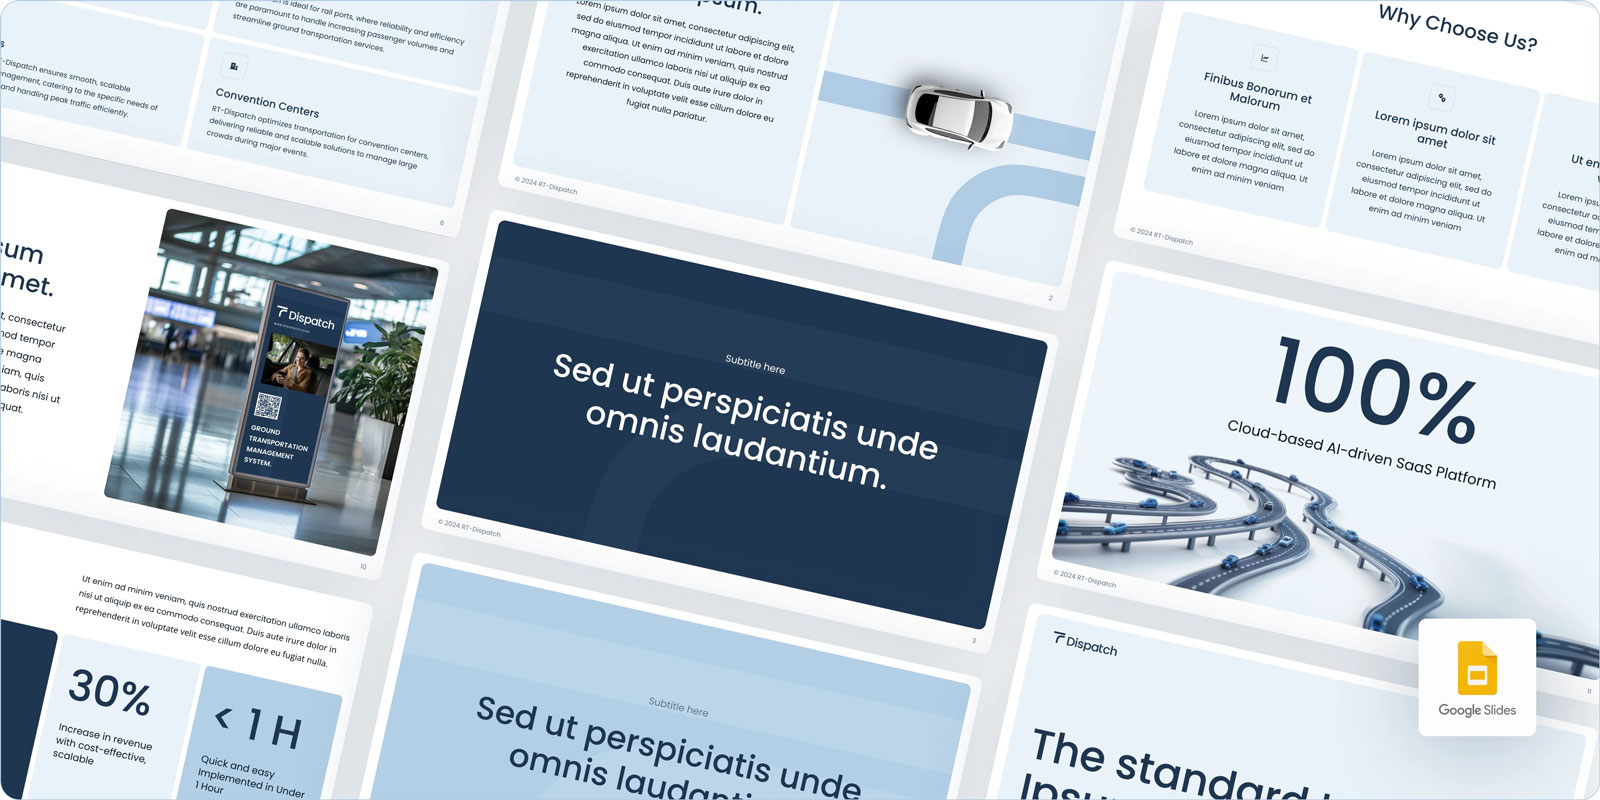 is ideal for rail ports, where reliability and efficiency
are paramount to handle increasing passenger volumes and
streamline ground transportation services.
-Dispatch ensures smooth, scalable
management, catering to the specific needs of
and handling peak traffic efficiently.
Convention Centers
RT-Dispatch optimizes transportation for convention centers,
delivering reliable and scalable solutions to manage large
crowds during major events.
6
Lorem ipsum dolor sit amet, consectetur adipiscing elit,
sed do eiusmod tempor incididunt ut labore et dolore
magna aliqua. Ut enim ad minim veniam, quis nostrud
exercitation ullamco laboris nisi ut aliquip ex ea
commodo consequat. Duis aute irure dolor in
reprehenderit in voluptate velit esse cillum dolore eu
fugiat nulla pariatur.
© 2024 RT-Dispatch
2
Why Choose Us?
Finibus Bonorum et
Malorum
Lorem ipsum dolor sit amet,
consectetur adipiscing elit, sed do
eiusmod tempor incididunt ut
labore et dolore magna aliqua. Ut
enim ad minim veniam
Lorem ipsum dolor sit
amet
Lorem ipsum dolor sit amet,
consectetur adipiscing elit, sed do
eiusmod tempor incididunt ut
labore et dolore magna aliqua. Ut
enim ad minim veniam
Ut en
Lorem ips
consectetur a
eiusmod tem
labore et do
enim ad m
© 2024 RT-Dispatch
sum
met.
t, consectetur
mod tempor
e magna
iam, quis
aboris nisi ut
quat.
Dispatch
GROUND
TRANSPORTATION
MANAGEMENT
SYSTEM.
10
Subtitle here
Sed ut perspiciatis unde
omnis laudantium.
© 2024 RT-Dispatch
3
100%
Cloud-based AI-driven SaaS Platform
© 2024 RT-Dispatch
11
Ut enim ad minim veniam, quis nostrud exercitation ullamco laboris
nisi ut aliquip ex ea commodo consequat. Duis aute irure dolor in
reprehenderit in voluptate velit esse cillum dolore eu fugiat nulla.
30%
Increase in revenue
with cost-effective,
scalable
< 1 H
Quick and easy
Implemented in Under
1 Hour
Subtitle here
Sed ut perspiciatis unde
omnis laudantium
Dispatch
The standard
Ipsu
Google Slides